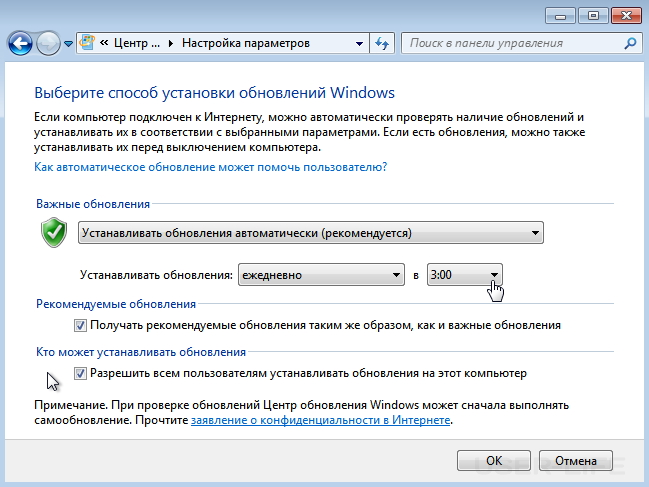 Центр ... Настройка параметров
Поиск в панели управления
Выберите способ установки обновлений Windows
Если компьютер подключен к Интернету, можно автоматически проверять наличие обновлений и
устанавливать их в соответствии с выбранными параметрами. Если есть обновления, можно также
устанавливать их перед выключением компьютера.
Как автоматическое обновление может помочь пользователю?
Важные обновления
Устанавливать обновления автоматически (рекомендуется)
Устанавливать обновления: ежедневно в 3:00
Рекомендуемые обновления
Получать рекомендуемые обновления таким же образом, как и важные обновления
Кто может устанавливать обновления
Разрешить всем пользователям устанавливать обновления на этот компьютер
Примечание. При проверке обновлений Центр обновления Windows может сначала выполнять
самообновление. Прочтите заявление о конфиденциальности в Интернете.
ОК Отмена
USER-LIFE